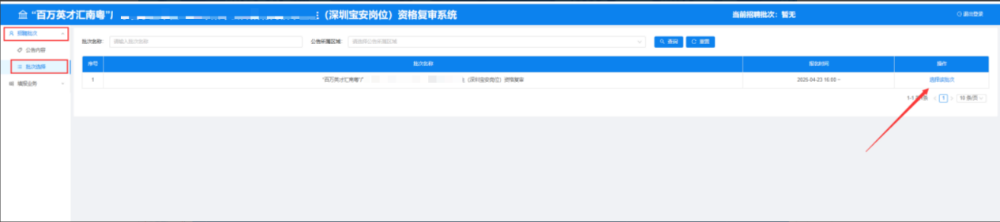 “百万英才汇南粤”
（深圳宝安岗位）资格复审系统
当前招聘批次：暂无
退出登录
招聘批次
公告内容
批次选择
填报业务
批次名称:
请输入批次名称
公告所属区域:
请选择公告所属区域
查询
重置
序号 批次名称 报名时间 操作
1 “百万英才汇南粤” （深圳宝安岗位）资格复审 2026-04-23 16:00 ~ 选择该批次
1-1 1 10 条/页